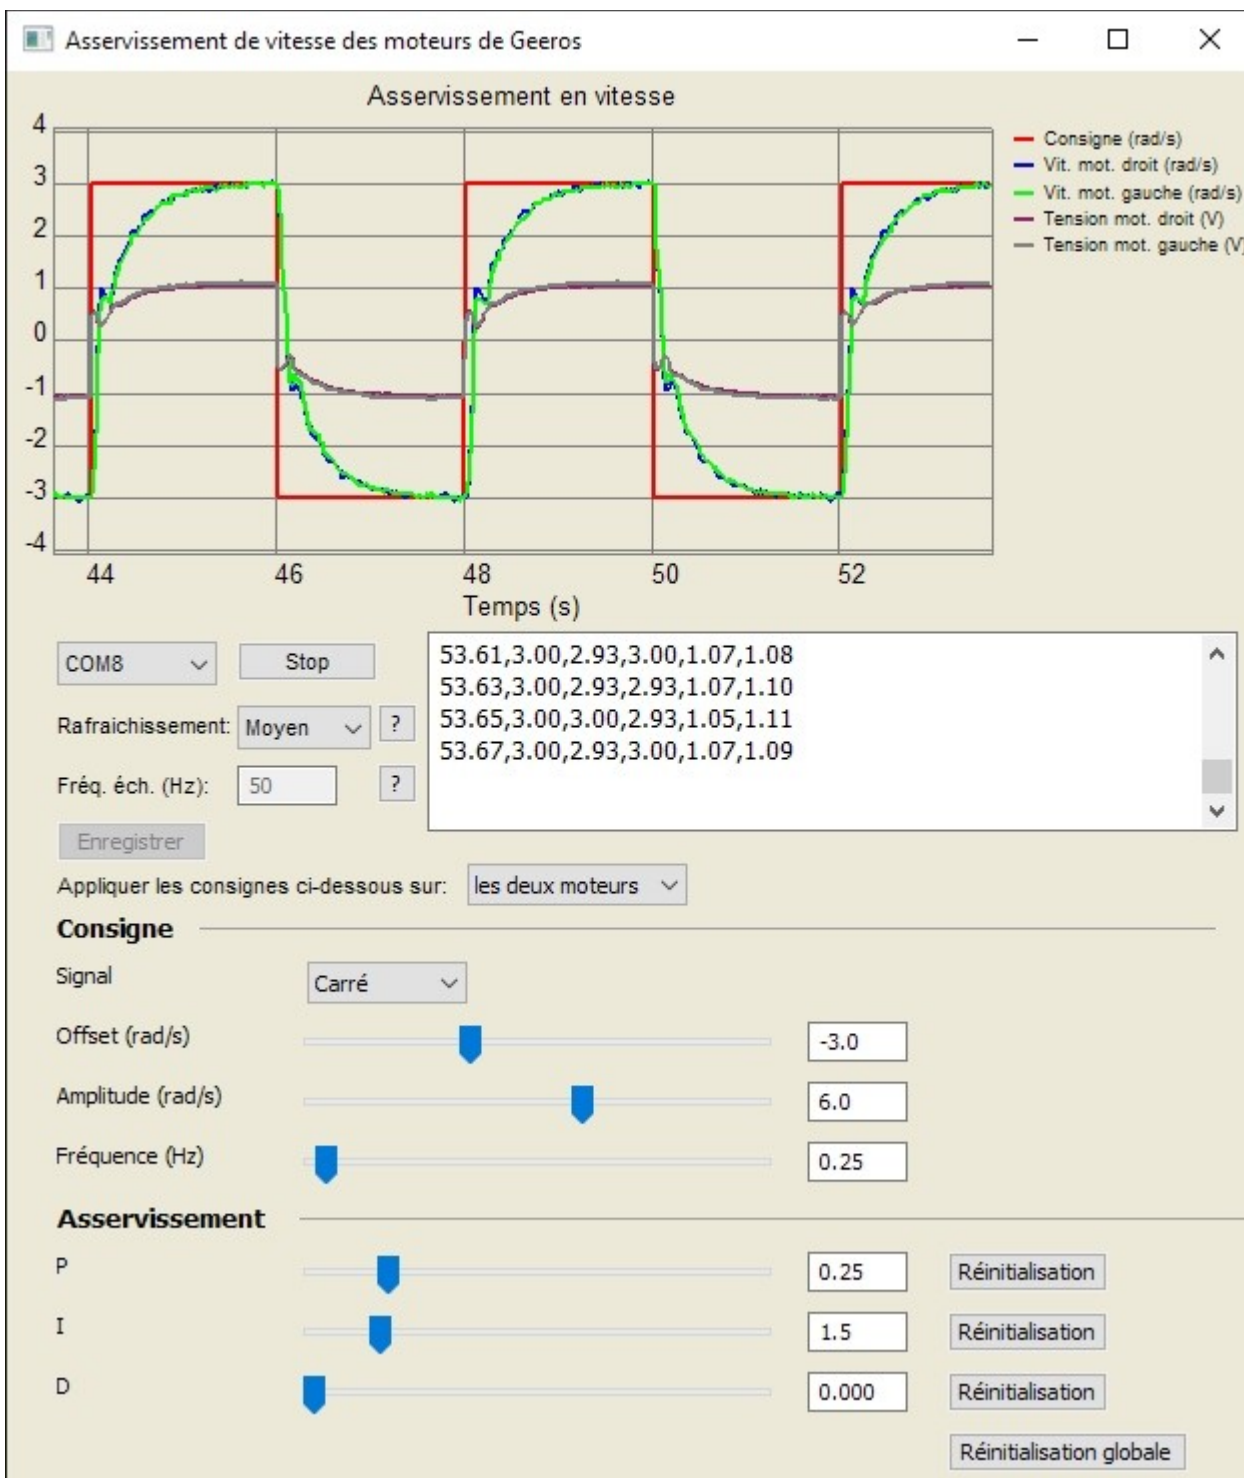 Asservissement de vitesse des moteurs de Geeros
Asservissement en vitesse
4
3
2
1
0
-1
-2
-3
-4
44 46 48 50 52
Temps (s)
Consigne (rad/s)
Vit. mot. droit (rad/s)
Vit. mot. gauche (rad/s)
Tension mot. droit (V)
Tension mot. gauche (V)
COM8 Stop
Rafraichissement: Moyen ?
Fréq. éch. (Hz): 50 ?
Enregistrer
53.61,3.00,2.93,3.00,1.07,1.08
53.63,3.00,2.93,2.93,1.07,1.10
53.65,3.00,3.00,2.93,1.05,1.11
53.67,3.00,2.93,3.00,1.07,1.09
Appliquer les consignes ci-dessous sur: les deux moteurs
Consigne
Signal Carré
Offset (rad/s) -3.0
Amplitude (rad/s) 6.0
Fréquence (Hz) 0.25
Asservissement
P 0.25 Réinitialisation
I 1.5 Réinitialisation
D 0.000 Réinitialisation
Réinitialisation globale